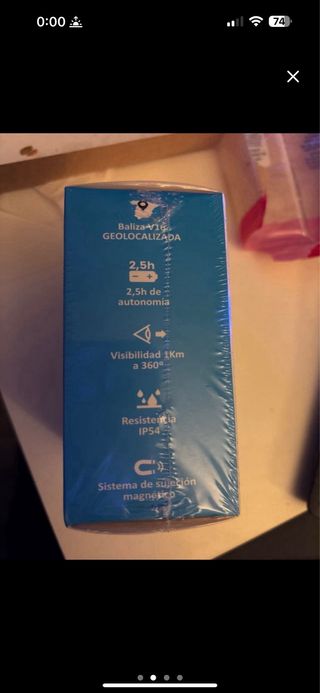 0:00
74
Baliza V16
GEOLOCALIZADA
2,5h
2,5h de
autonomía
Visibilidad 1Km
a 360º
Resistencia
IP54
Sistema de sujeción
magnético